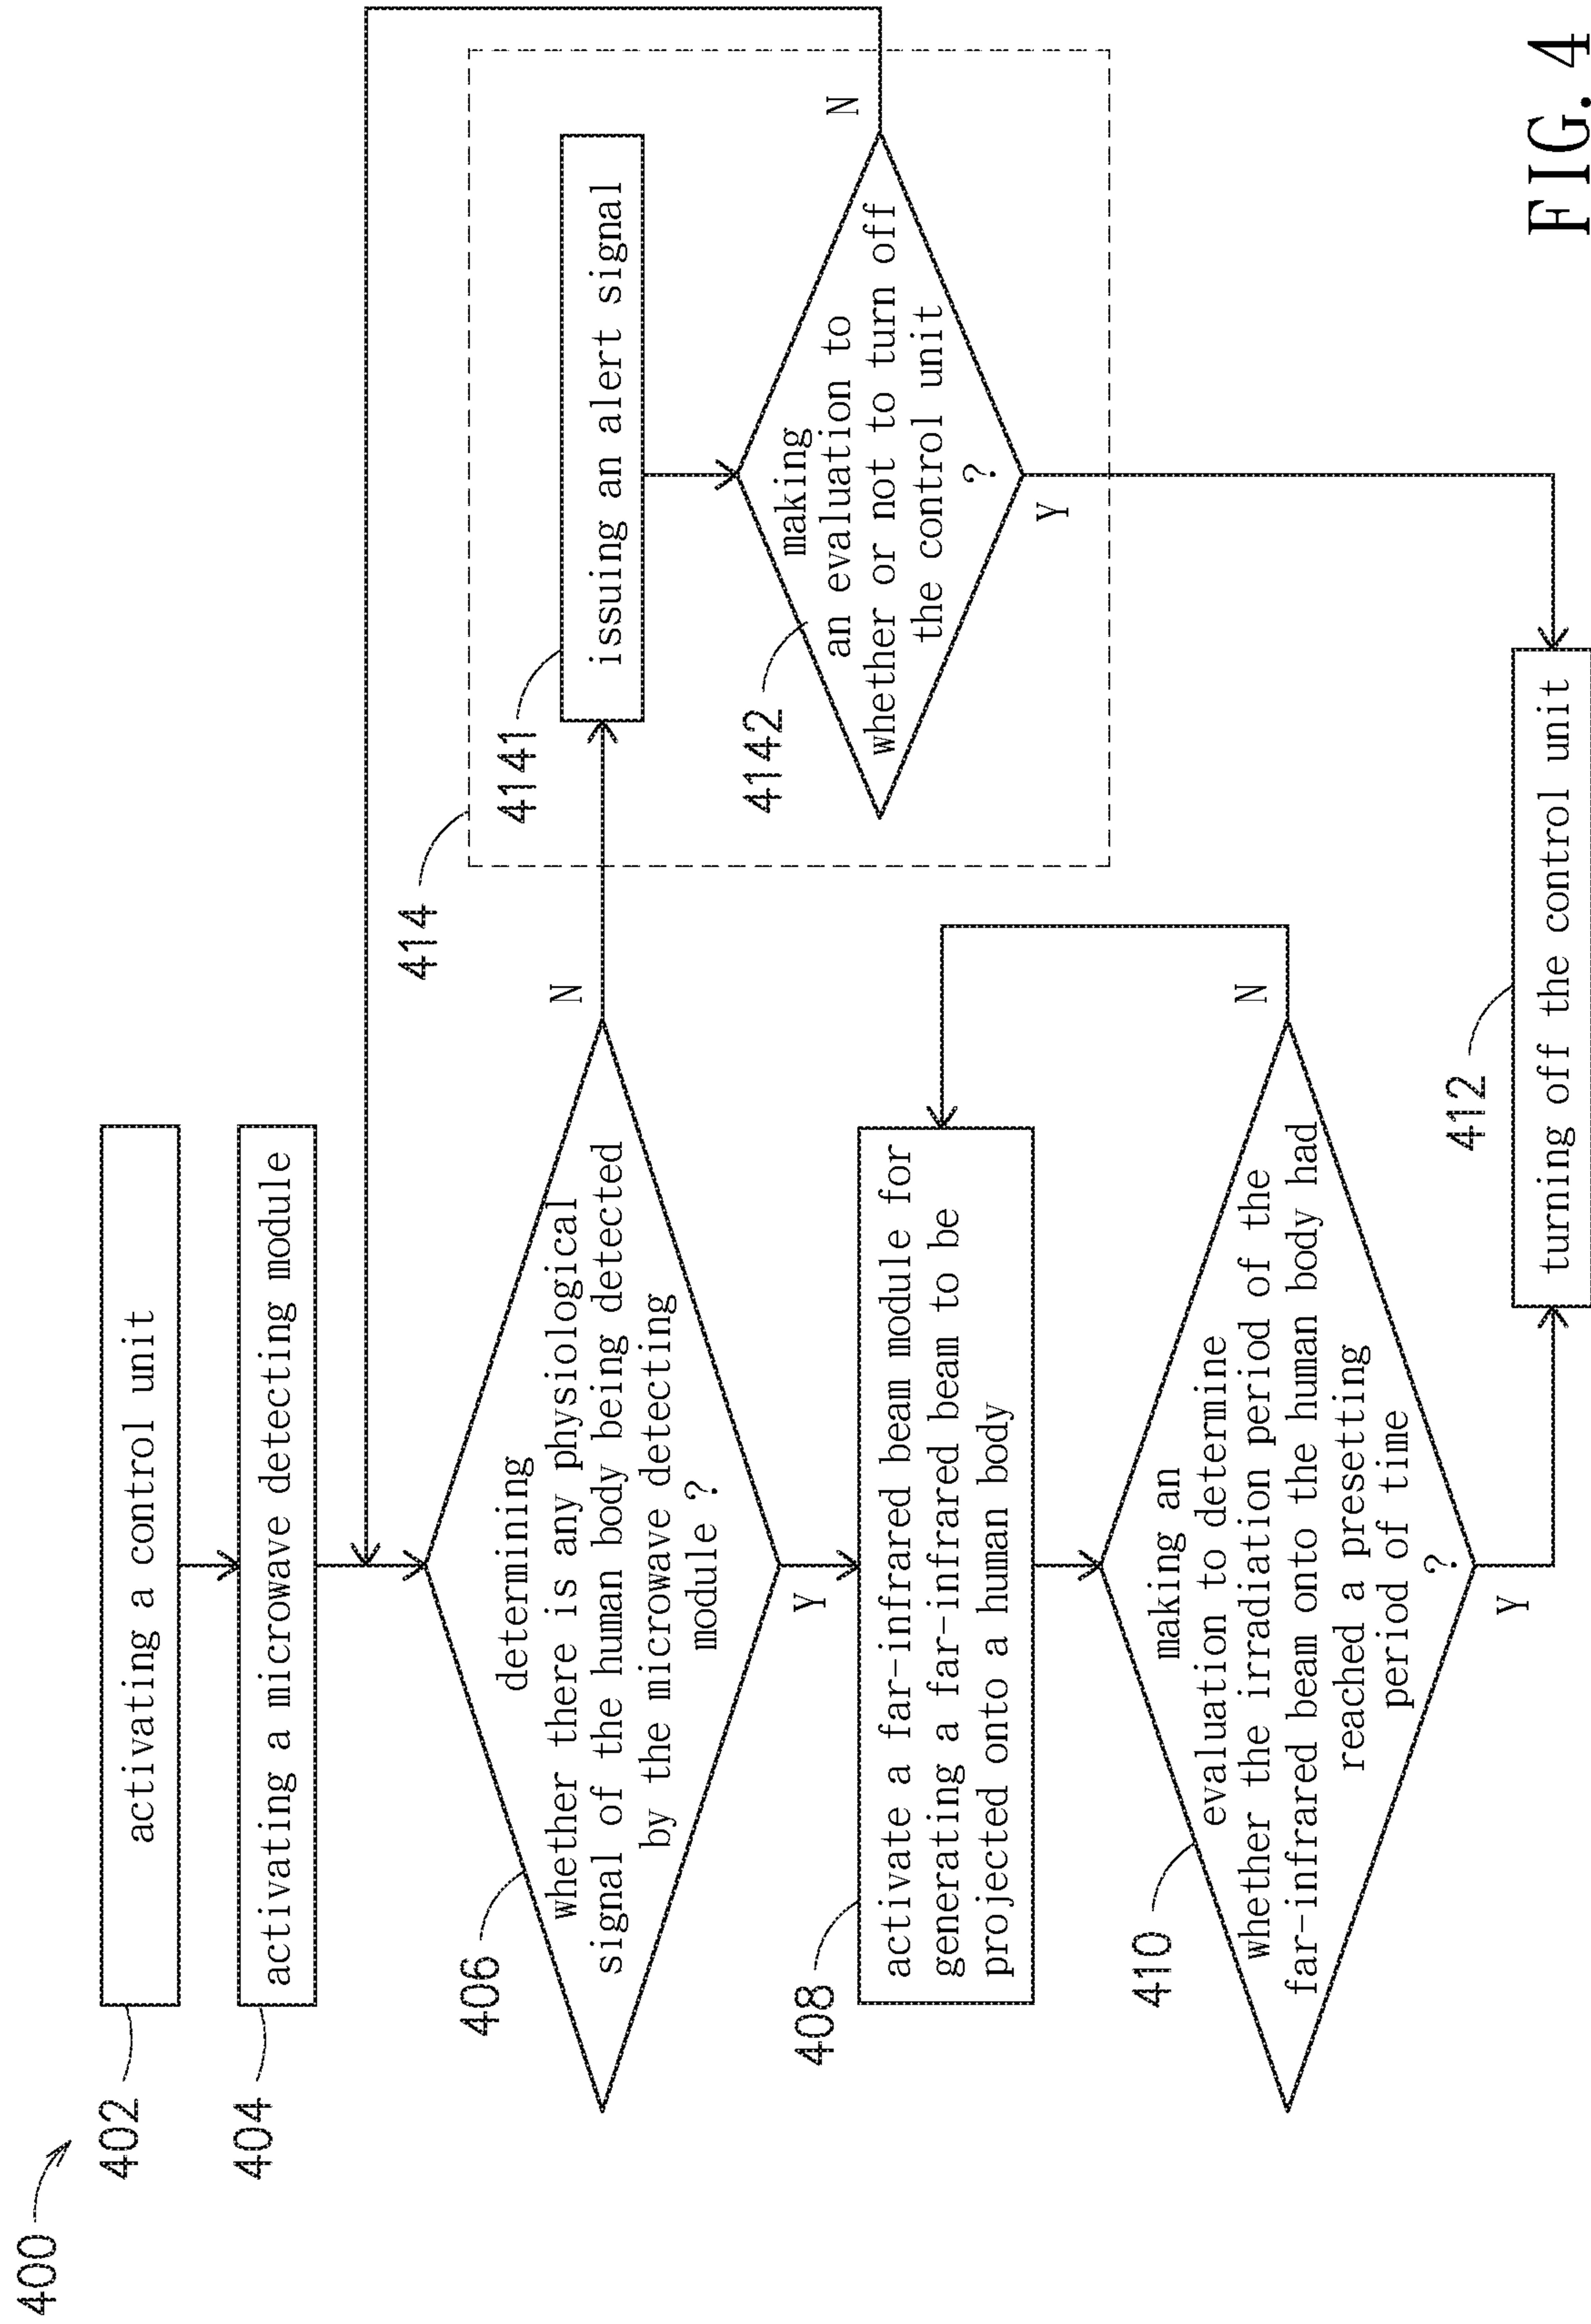 400
402
activating a control unit
404
activating a microwave detecting module
406
determining
whether there is any physiological
signal of the human body being detected
by the microwave detecting
module ?
N
Y
414
4141
issuing an alert signal
4142
making
an evaluation to
whether or not to turn off
the control unit
?
N
Y
408
activate a far-infrared beam module for
generating a far-infrared beam to be
projected onto a human body
410
making an
evaluation to determine
whether the irradiation period of the
far-infrared beam onto the human body had
reached a presetting
period of time
?
N
Y
412
turning off the control unit
FIG. 4